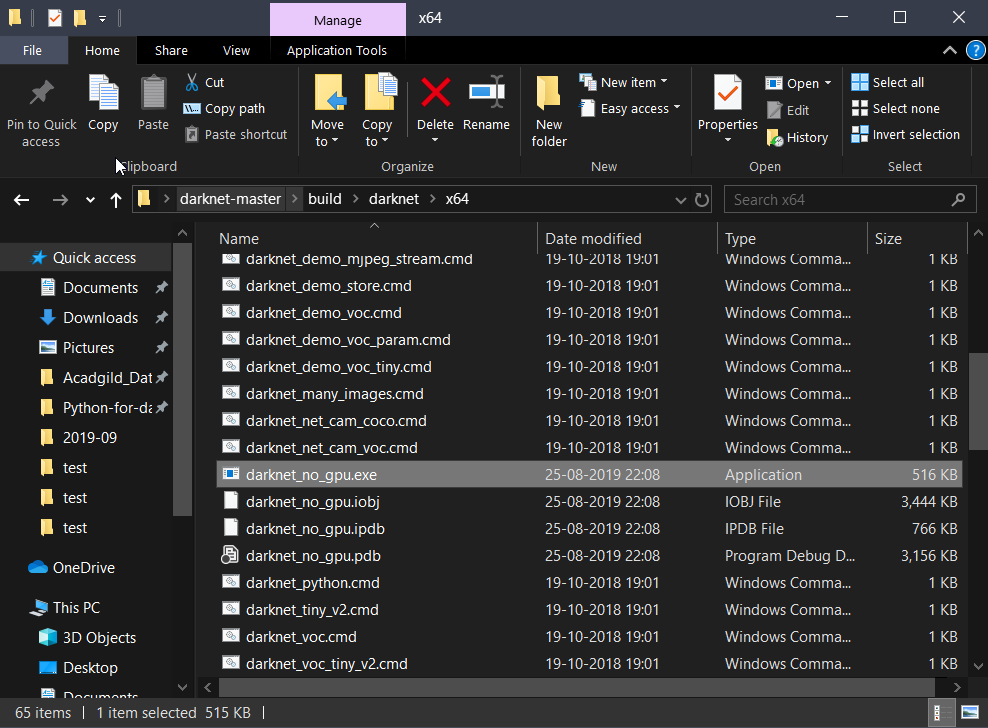 Manage x64
File Home Share View Application Tools
Pin to Quick access
Copy
Paste
Cut
Copy path
Paste shortcut
Clipboard
Move to
Copy to
Delete
Rename
Organize
New folder
New item
Easy access
New
Properties
Open
Edit
History
Open
Select all
Select none
Invert selection
Select
darknet-master > build > darknet > x64
Search x64
Quick access
Documents
Downloads
Pictures
Acadgild_Dat
Python-for-da
2019-09
test
test
test
OneDrive
This PC
3D Objects
Desktop
Documents
Name Date modified Type Size
darknet_demo_mjpeg_stream.cmd 19-10-2018 19:01 Windows Comma... 1 KB
darknet_demo_store.cmd 19-10-2018 19:01 Windows Comma... 1 KB
darknet_demo_voc.cmd 19-10-2018 19:01 Windows Comma... 1 KB
darknet_demo_voc_param.cmd 19-10-2018 19:01 Windows Comma... 1 KB
darknet_demo_voc_tiny.cmd 19-10-2018 19:01 Windows Comma... 1 KB
darknet_many_images.cmd 19-10-2018 19:01 Windows Comma... 1 KB
darknet_net_cam_coco.cmd 19-10-2018 19:01 Windows Comma... 1 KB
darknet_net_cam_voc.cmd 19-10-2018 19:01 Windows Comma... 1 KB
darknet_no_gpu.exe 25-08-2019 22:08 Application 516 KB
darknet_no_gpu.iobj 25-08-2019 22:08 IOBJ File 3,444 KB
darknet_no_gpu.ipdb 25-08-2019 22:08 IPDB File 766 KB
darknet_no_gpu.pdb 25-08-2019 22:08 Program Debug D... 3,156 KB
darknet_python.cmd 19-10-2018 19:01 Windows Comma... 1 KB
darknet_tiny_v2.cmd 19-10-2018 19:01 Windows Comma... 1 KB
darknet_voc.cmd 19-10-2018 19:01 Windows Comma... 1 KB
darknet_voc_tiny_v2.cmd 19-10-2018 19:01 Windows Comma... 1 KB
65 items 1 item selected 515 KB